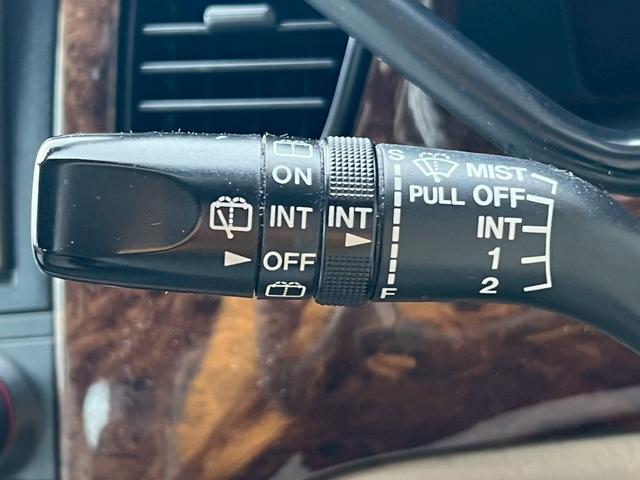 ON
INT
OFF
INT
S
F
MIST
PULL OFF
INT
1
2